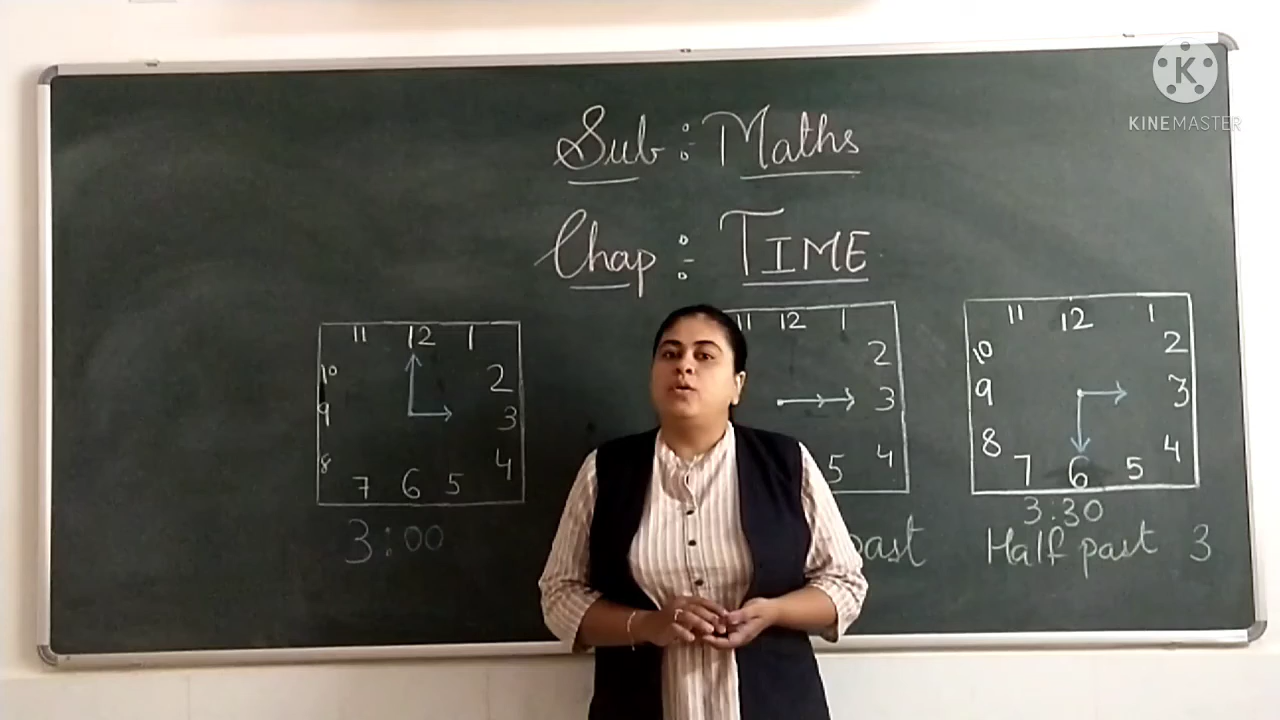 Sub : Maths
Chap : TIME
11 12 1
10 2
9 3
8 4
7 6 5
3:00
11 12 1
2
3
5 4
past
11 12 1
10 2
9 3
8 4
7 6 5
3:30
Half past 3
K
KINEMASTER